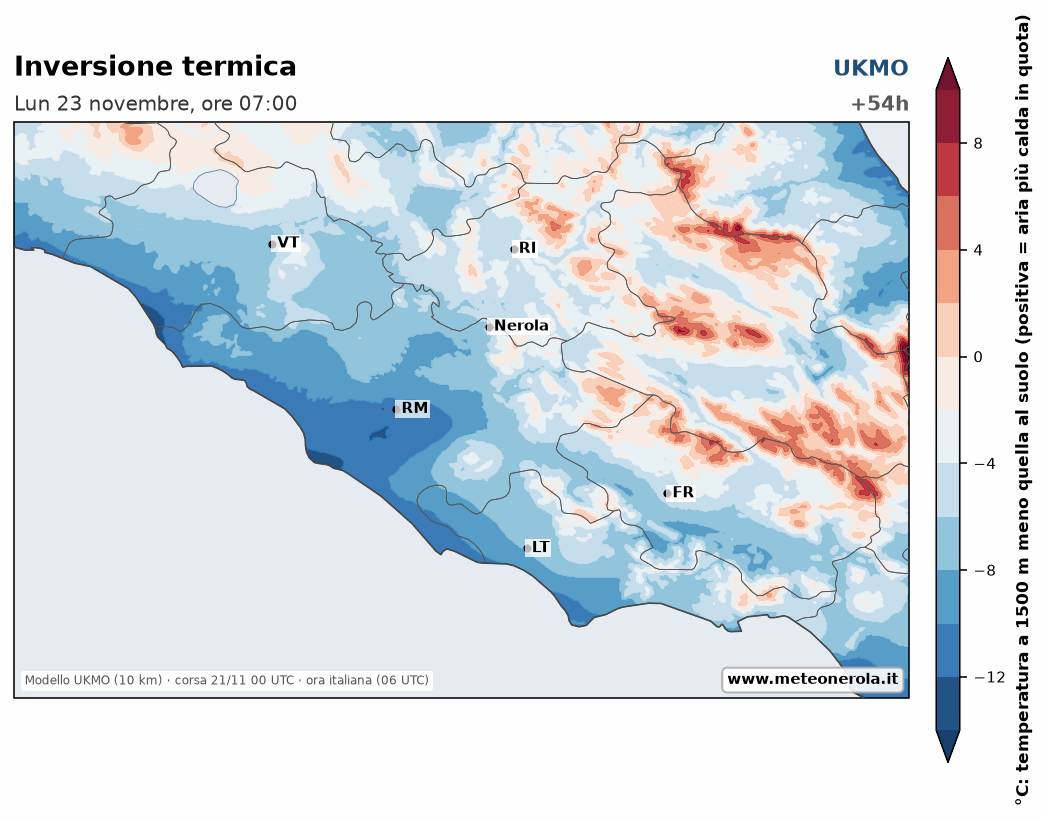 Inversione termica
UKMO
Lun 23 novembre, ore 07:00
+54h
VT
RI
Nerola
RM
FR
LT
Modello UKMO (10 km) · corsa 21/11 00 UTC · ora italiana (06 UTC)
www.meteonerola.it
8
4
0
−4
−8
−12
°C: temperatura a 1500 m meno quella al suolo (positiva = aria più calda in quota)